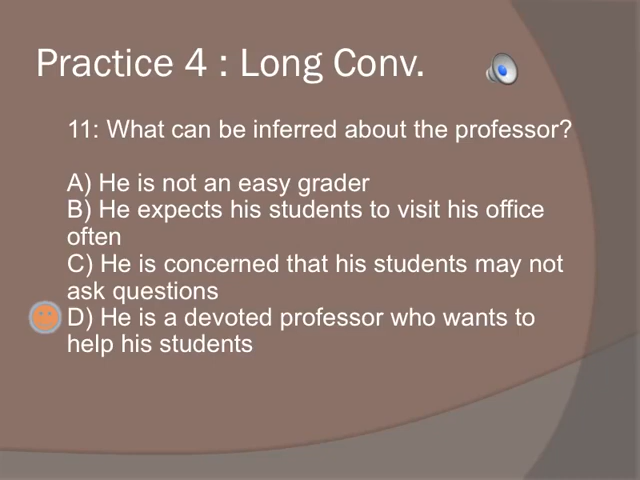 Practice 4 : Long Conv.
11: What can be inferred about the professor?
A) He is not an easy grader
B) He expects his students to visit his office
often
C) He is concerned that his students may not
ask questions
D) He is a devoted professor who wants to
help his students